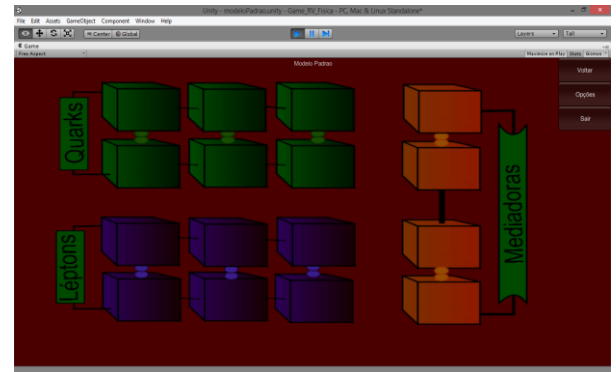 Unity - modeloPadrao.unity - Game_RV_Fisica - PC, Mac & Linux Standalone*
File Edit Assets GameObject Component Window Help
Center Global
Layers Tall
Game
Free Aspect Maximize on Play Stats Gizmos
Modelo Padrao
Voltar
Opções
Sair
Quarks
Léptons
Mediadoras